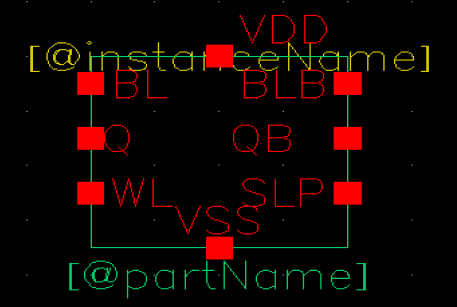 VDD
[@instanceName]
BL BLB
Q QB
WL SLP
VSS
[@partName]